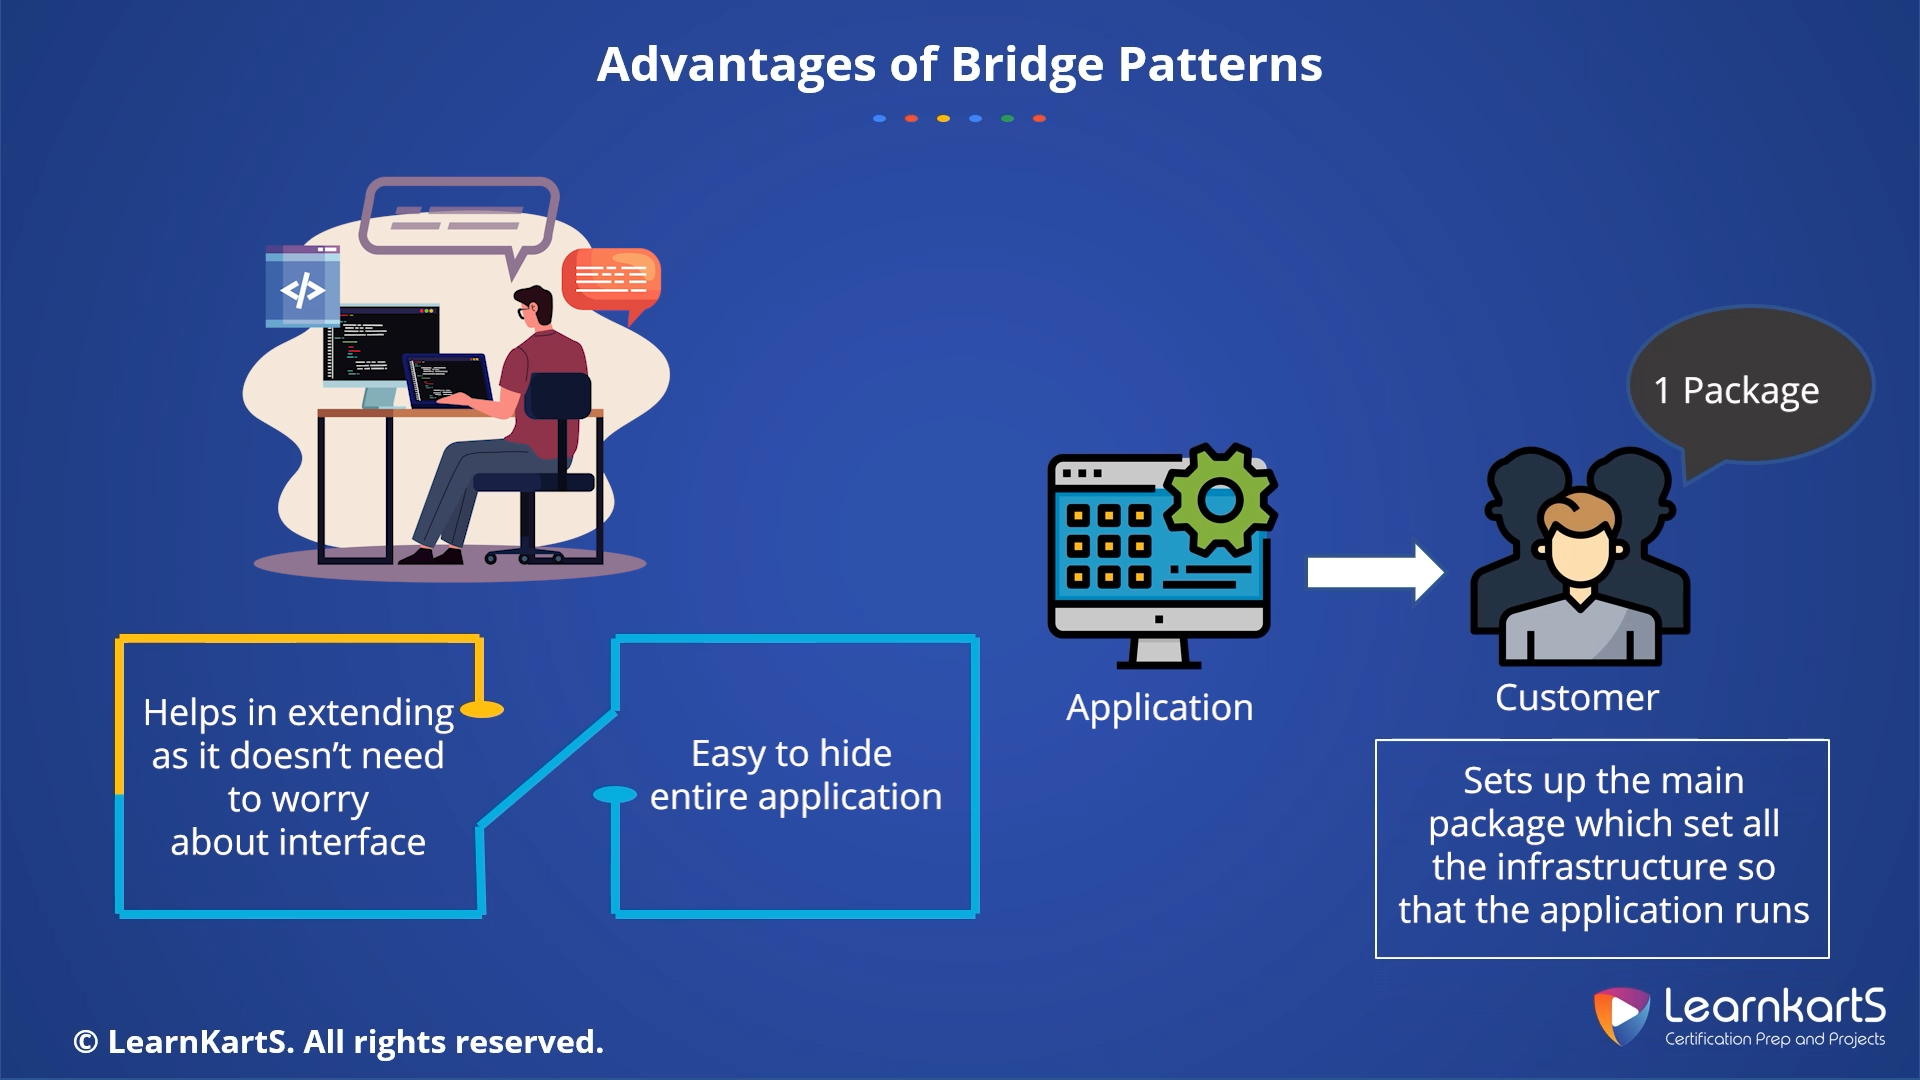 Advantages of Bridge Patterns
1 Package
Application
Customer
Helps in extending
as it doesn’t need
to worry
about interface
Easy to hide
entire application
Sets up the main
package which set all
the infrastructure so
that the application runs
© LearnKartS. All rights reserved.
LearnkartS
Certification Prep and Projects